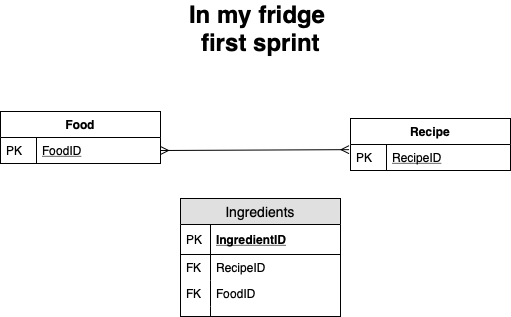 In my fridge
first sprint
Food
PK FoodID
Recipe
PK RecipeID
Ingredients
PK IngredientID
FK RecipeID
FK FoodID